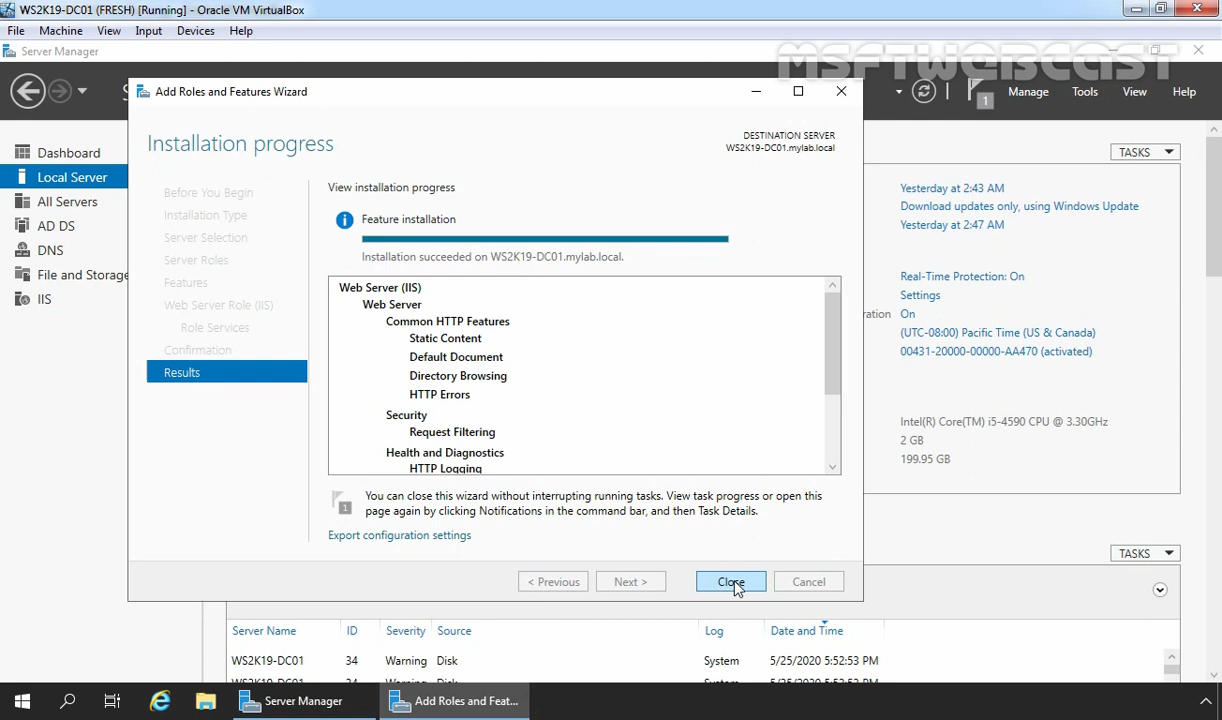 WS2K19-DC01 (FRESH) [Running] - Oracle VM VirtualBox
File Machine View Input Devices Help
Server Manager
MSFTWEBCAST
Add Roles and Features Wizard
1
Manage Tools View Help
Installation progress
DESTINATION SERVER
WS2K19-DC01.mylab.local
Dashboard
Local Server
All Servers
AD DS
DNS
File and Storage
IIS
Before You Begin
Installation Type
Server Selection
Server Roles
Features
Web Server Role (IIS)
Role Services
Confirmation
Results
View installation progress
Feature installation
Installation succeeded on WS2K19-DC01.mylab.local.
Web Server (IIS)
Web Server
Common HTTP Features
Static Content
Default Document
Directory Browsing
HTTP Errors
Security
Request Filtering
Health and Diagnostics
HTTP Logging
1
You can close this wizard without interrupting running tasks. View task progress or open this
page again by clicking Notifications in the command bar, and then Task Details.
Export configuration settings
< Previous Next > Close Cancel
TASKS
Yesterday at 2:43 AM
Download updates only, using Windows Update
Yesterday at 2:47 AM
Real-Time Protection: On
Settings
On
(UTC-08:00) Pacific Time (US & Canada)
00431-20000-00000-AA470 (activated)
Intel(R) Core(TM) i5-4590 CPU @ 3.30GHz
2 GB
199.95 GB
TASKS
Server Name ID Severity Source Log Date and Time
WS2K19-DC01 34 Warning Disk System 5/25/2020 5:52:53 PM
Server Manager
Add Roles and Feat...